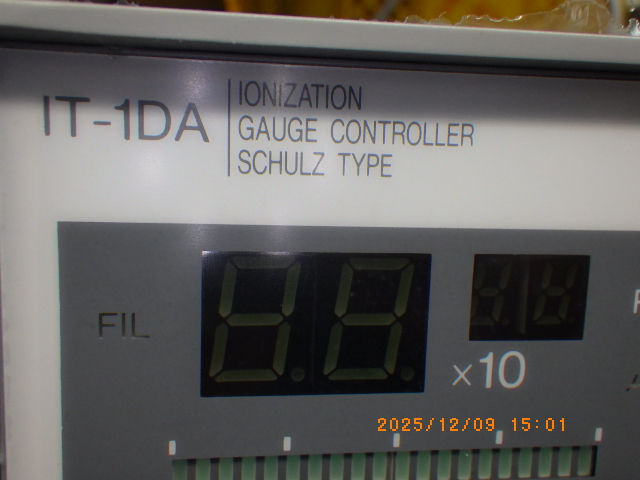 IT-1DA
IONIZATION
GAUGE CONTROLLER
SCHULZ TYPE
FIL
×10
2025/12/09 15:01